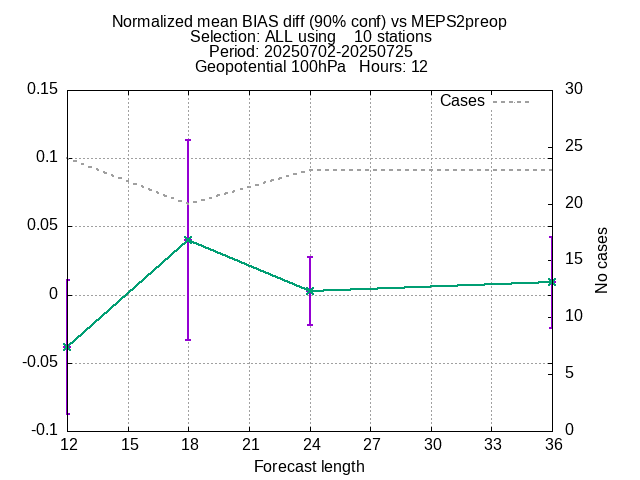 Normalized mean BIAS diff (90% conf) vs MEPS2preop
Selection: ALL using    10 stations
Period: 20250702-20250725
Geopotential 100hPa   Hours: 12
0.15
0.1
0.05
0
-0.05
-0.1
30
25
20
15
10
5
0
Cases
No cases
12 15 18 21 24 27 30 33 36
Forecast length